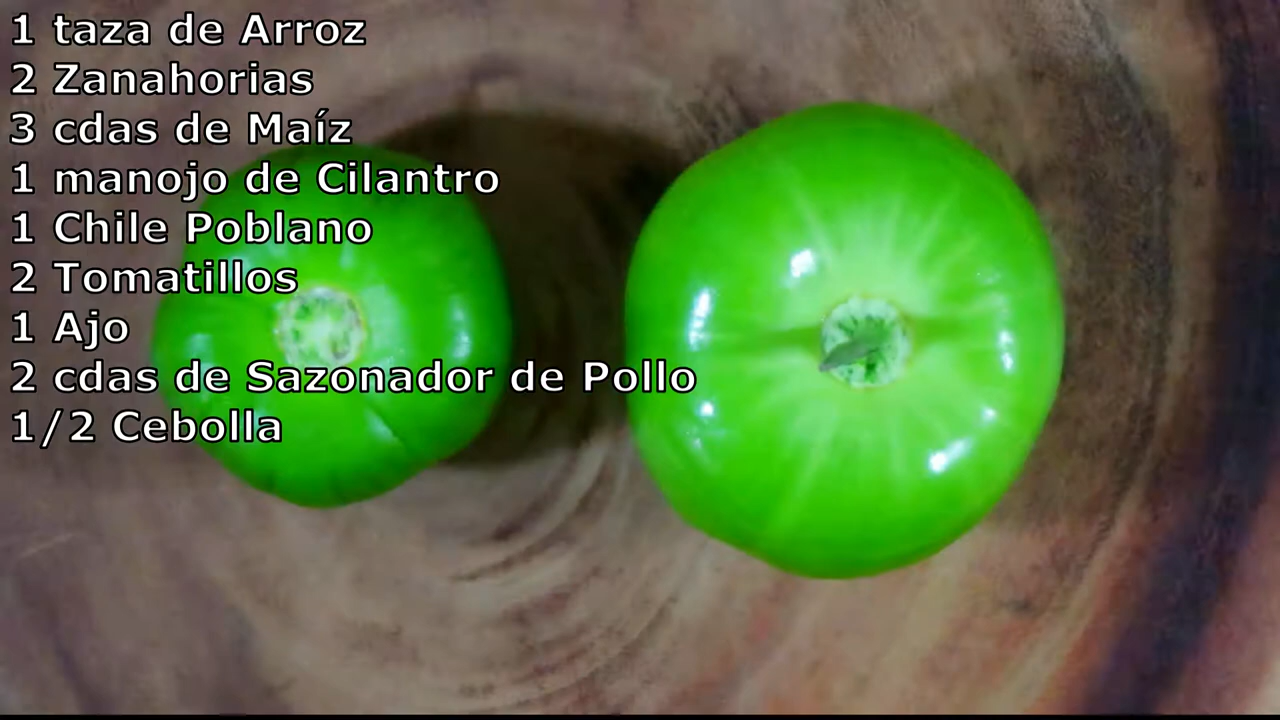 1 taza de Arroz
2 Zanahorias
3 cdas de Maíz
1 manojo de Cilantro
1 Chile Poblano
2 Tomatillos
1 Ajo
2 cdas de Sazonador de Pollo
1/2 Cebolla